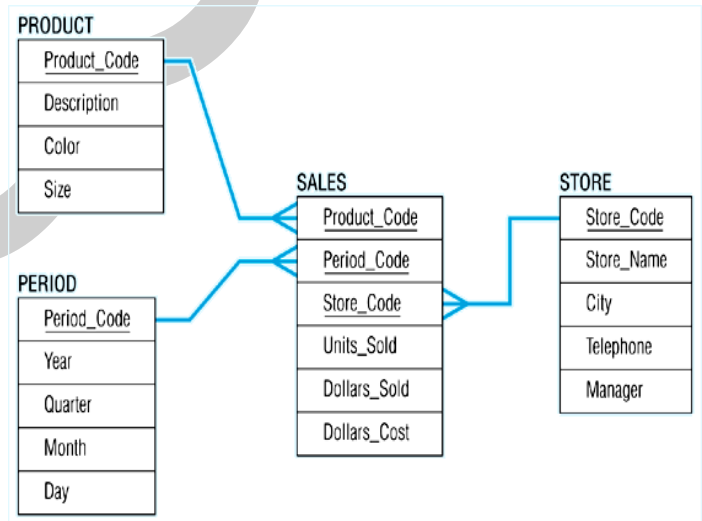 PRODUCT
Product_Code
Description
Color
Size
PERIOD
Period_Code
Year
Quarter
Month
Day
SALES
Product_Code
Period_Code
Store_Code
Units_Sold
Dollars_Sold
Dollars_Cost
STORE
Store_Code
Store_Name
City
Telephone
Manager